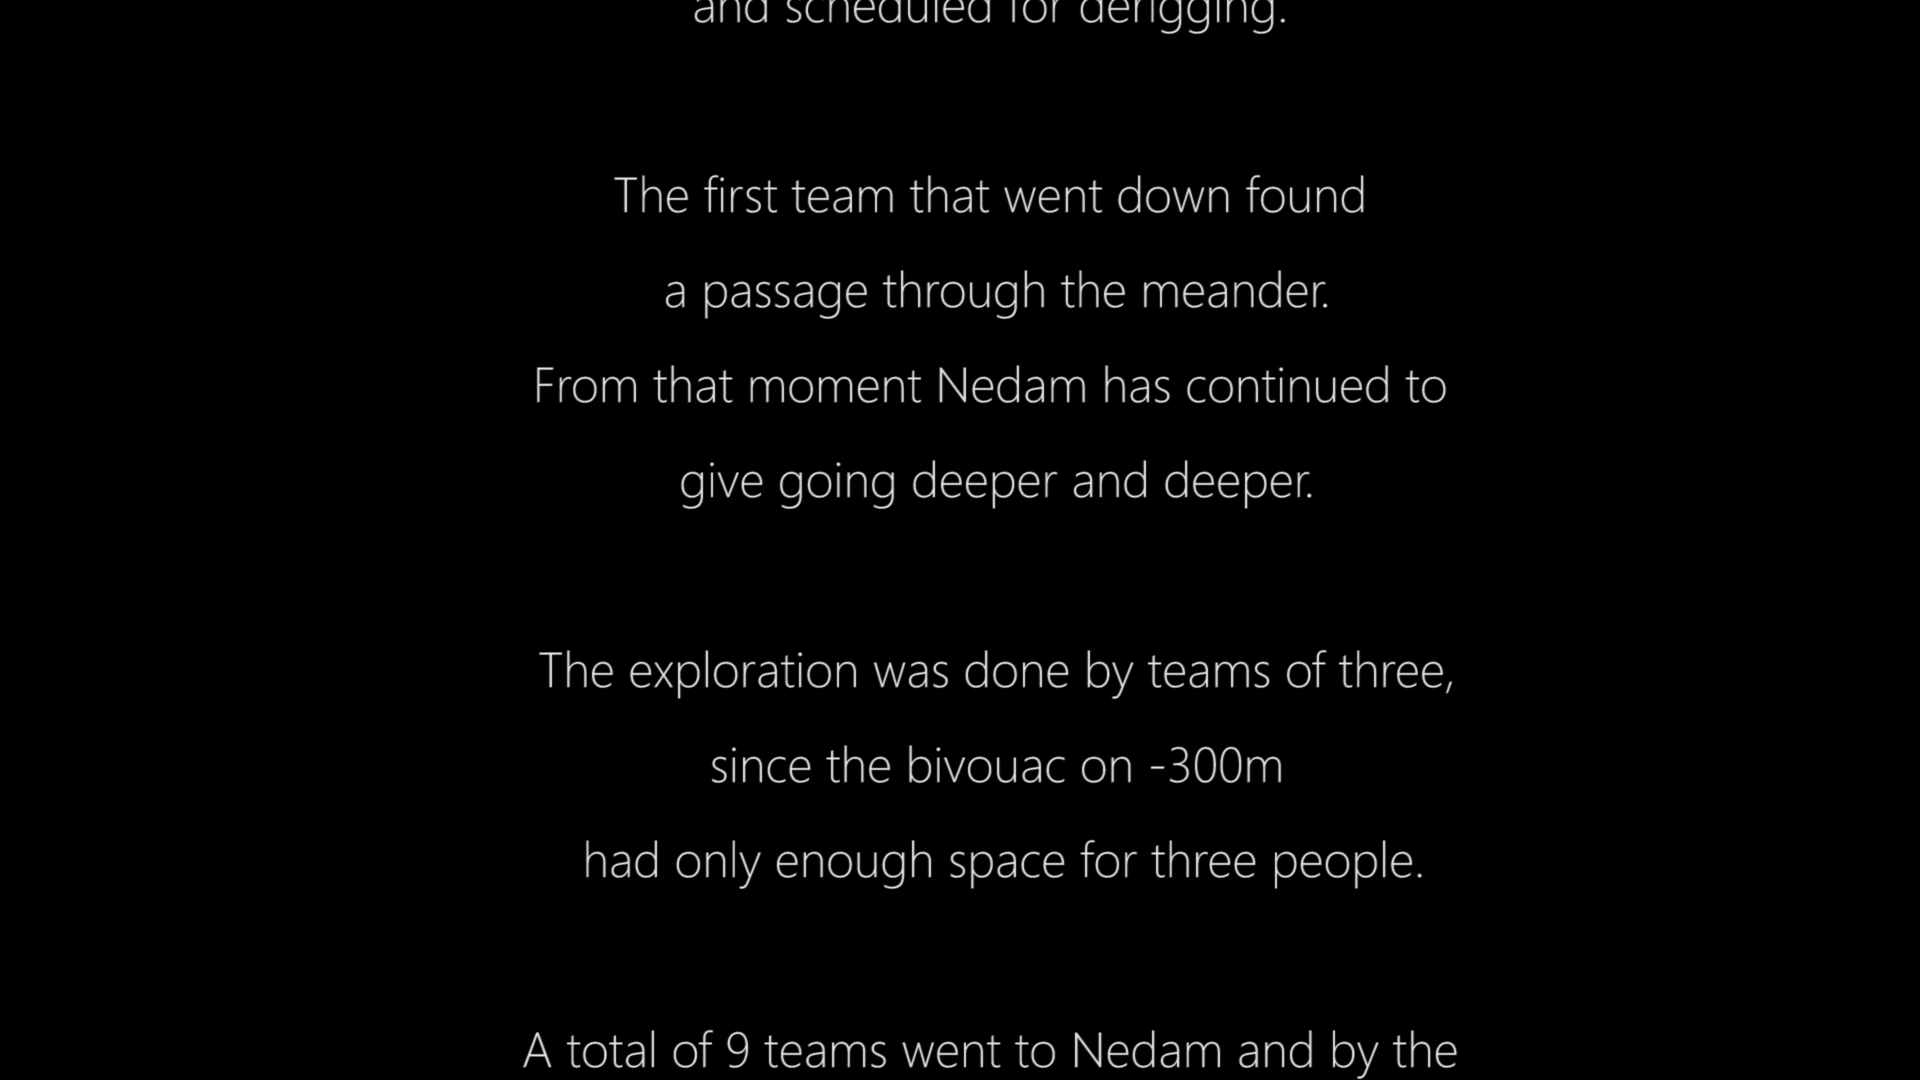 and scheduled for derigging.
The first team that went down found
a passage through the meander.
From that moment Nedam has continued to
give going deeper and deeper.
The exploration was done by teams of three,
since the bivouac on -300m
had only enough space for three people.
A total of 9 teams went to Nedam and by the